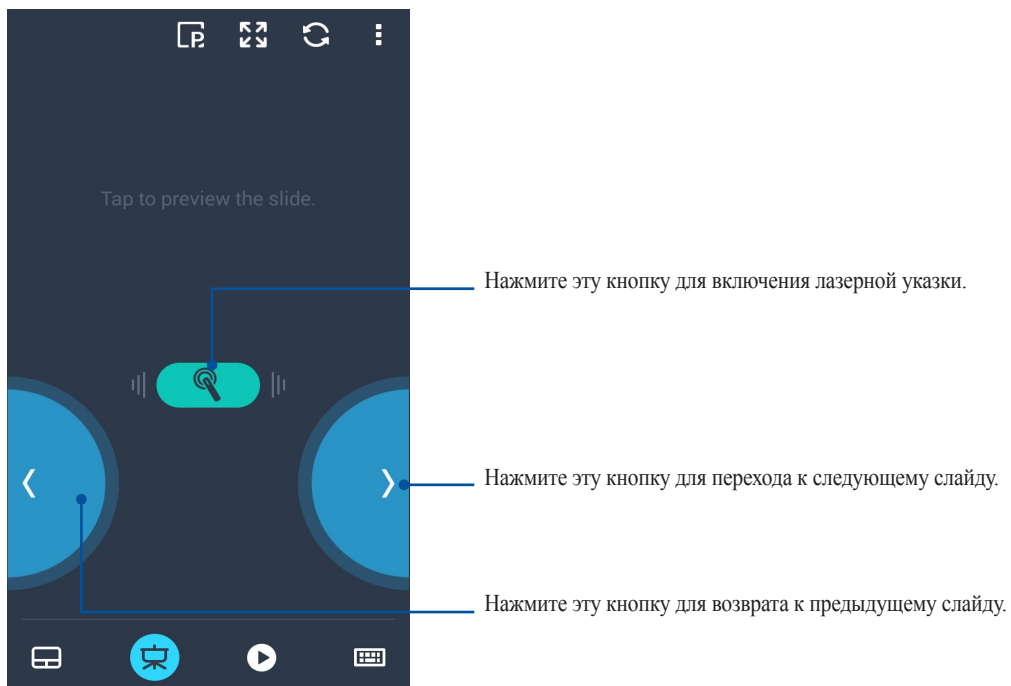 P
Tap to preview the slide.
Нажмите эту кнопку для включения лазерной указки.
Нажмите эту кнопку для перехода к следующему слайду.
Нажмите эту кнопку для возврата к предыдущему слайду.